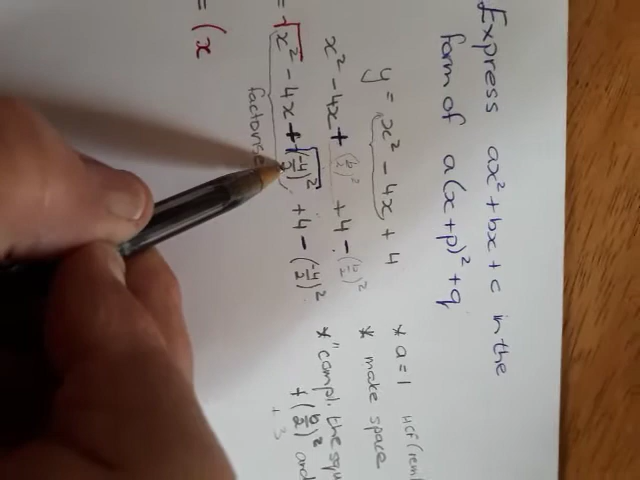 Express ax² + bx + c in the
form of a(x+p)² + q
y = x² - 4x + 4
* a = 1 HCF (rem
x² - 4x + (b/2)² + 4 - (b/2)²
* make space
= x² - 4x + (-4/2)² + 4 - (-4/2)²
* "compl. the squ
+ (b/2)² and
factorise
= (x